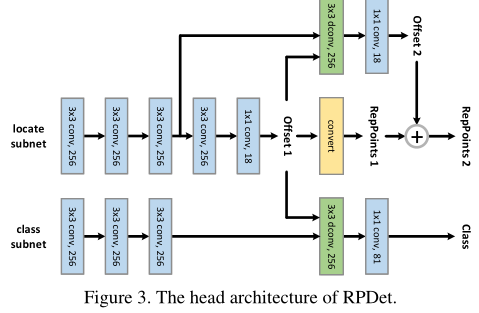 3x3 dconv, 256
1x1 conv, 18
Offset 2
locate
subnet
3x3 conv, 256
3x3 conv, 256
3x3 conv, 256
3x3 conv, 256
1x1 conv, 18
Offset 1
convert
RepPoints 1
+
RepPoints 2
class
subnet
3x3 conv, 256
3x3 conv, 256
3x3 conv, 256
3x3 dconv, 256
1x1 conv, 81
Class
Figure 3. The head architecture of RPDet.